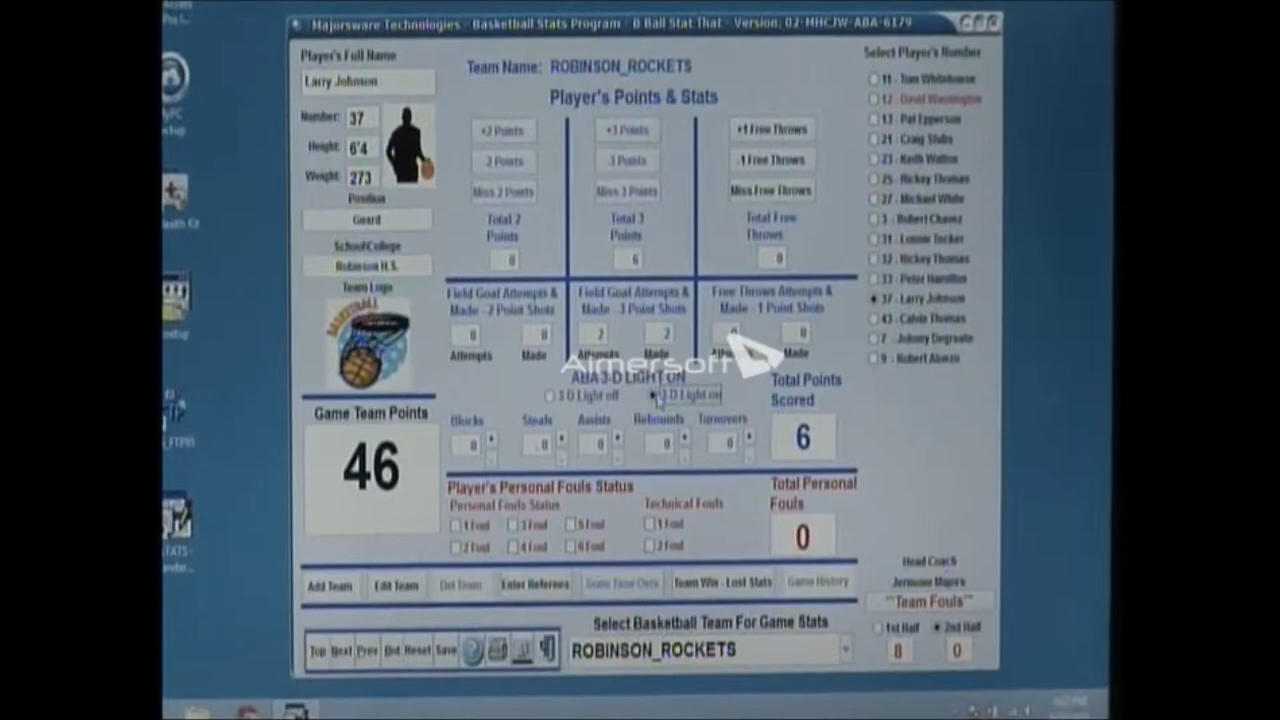 Majorsware Technologies - Basketball Stats Program - B Ball Stat That - Version: 02-MHCJW-ABA-6179
Player's Full Name
Larry Johnson
Number: 37
Height: 6'4
Weight: 273
Position
Guard
School/College
Robinson H.S.
Team Logo
BASKETBALL
Game Team Points
46
Team Name: ROBINSON_ROCKETS
Player's Points & Stats
+2 Points +3 Points +1 Free Throws
2 Points 3 Points -1 Free Throws
Miss 2 Points Miss 3 Points Miss Free Throws
Total 2 Total 3 Total Free
Points Points Throws
0 6 0
Field Goal Attempts & Field Goal Attempts & Free Throws Attempts &
Made - 2 Point Shots Made - 3 Point Shots Made - 1 Point Shots
0 0 2 2 0 0
Attempts Made Attempts Made Attempts Made
Aimersoft
ABA 3-D LIGHT ON
3 D Light off 3 D Light on
Total Points
Scored
6
Blocks Steals Assists Rebounds Turnovers
0 0 0 0 0
Player's Personal Fouls Status
Personal Fouls Status Technical Fouls
1 Foul 3 Foul 5 Foul 1 Foul
2 Foul 4 Foul 6 Foul 2 Foul
Total Personal
Fouls
0
Add Team Edit Team Del Team Enter Referees Team Time Outs Team Win - Lost Stats Game History
Select Basketball Team For Game Stats
Top Next Prev Bot Reset Save
ROBINSON_ROCKETS
Select Player's Number
11 - Tom Whitehouse
12 - David Washington
13 - Pat Epperson
21 - Craig Stubs
23 - Keith Walton
25 - Rickey Thomas
27 - Michael White
3 - Robert Chavez
31 - Lonnie Tucker
32 - Rickey Thomas
33 - Peter Hamilton
37 - Larry Johnson
43 - Calvin Thomas
7 - Johnny Degroate
9 - Robert Alonzo
Head Coach
Jermone Majors
"Team Fouls"
1st Half 2nd Half
8 0